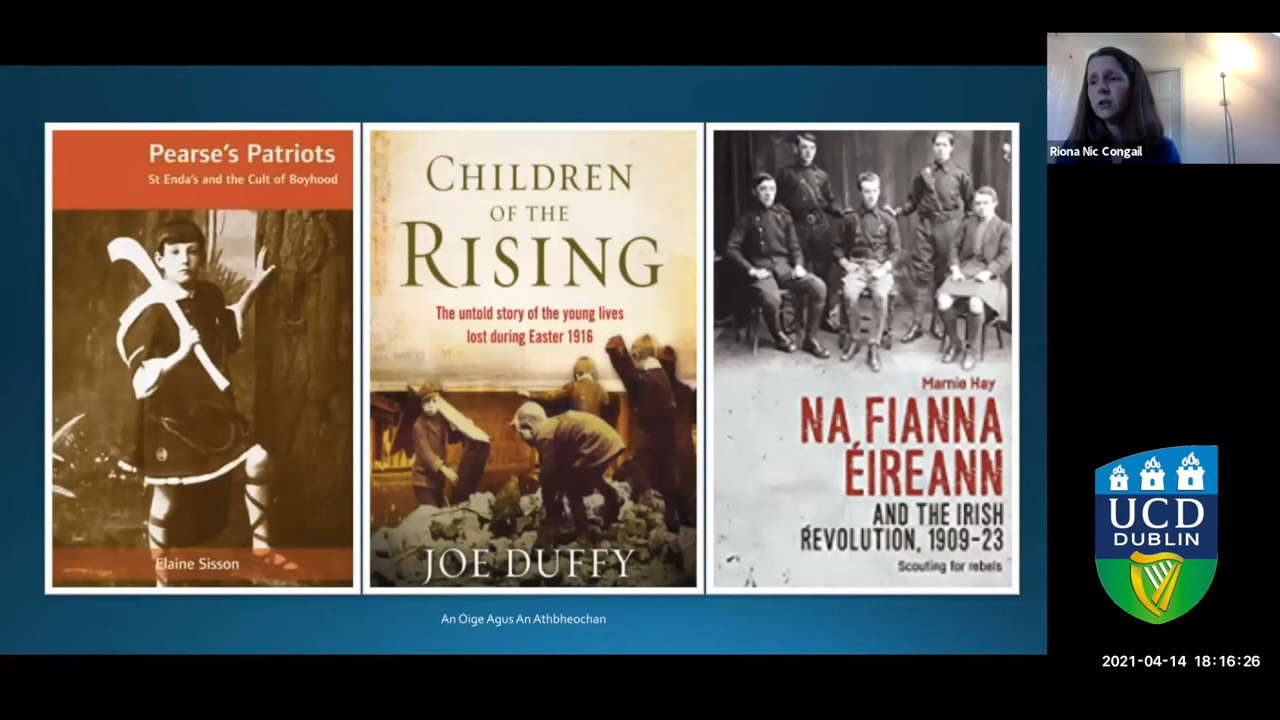 Pearse's Patriots
St Enda's and the Cult of Boyhood
Elaine Sisson
CHILDREN
OF THE
RISING
The untold story of the young lives
lost during Easter 1916
JOE DUFFY
Marnie Hay
NA FIANNA
ÉIREANN
AND THE IRISH
REVOLUTION, 1909–23
Scouting for rebels
An Óige Agus An Athbheochan
Ríona Nic Congail
UCD
DUBLIN
2021-04-14 18:16:26